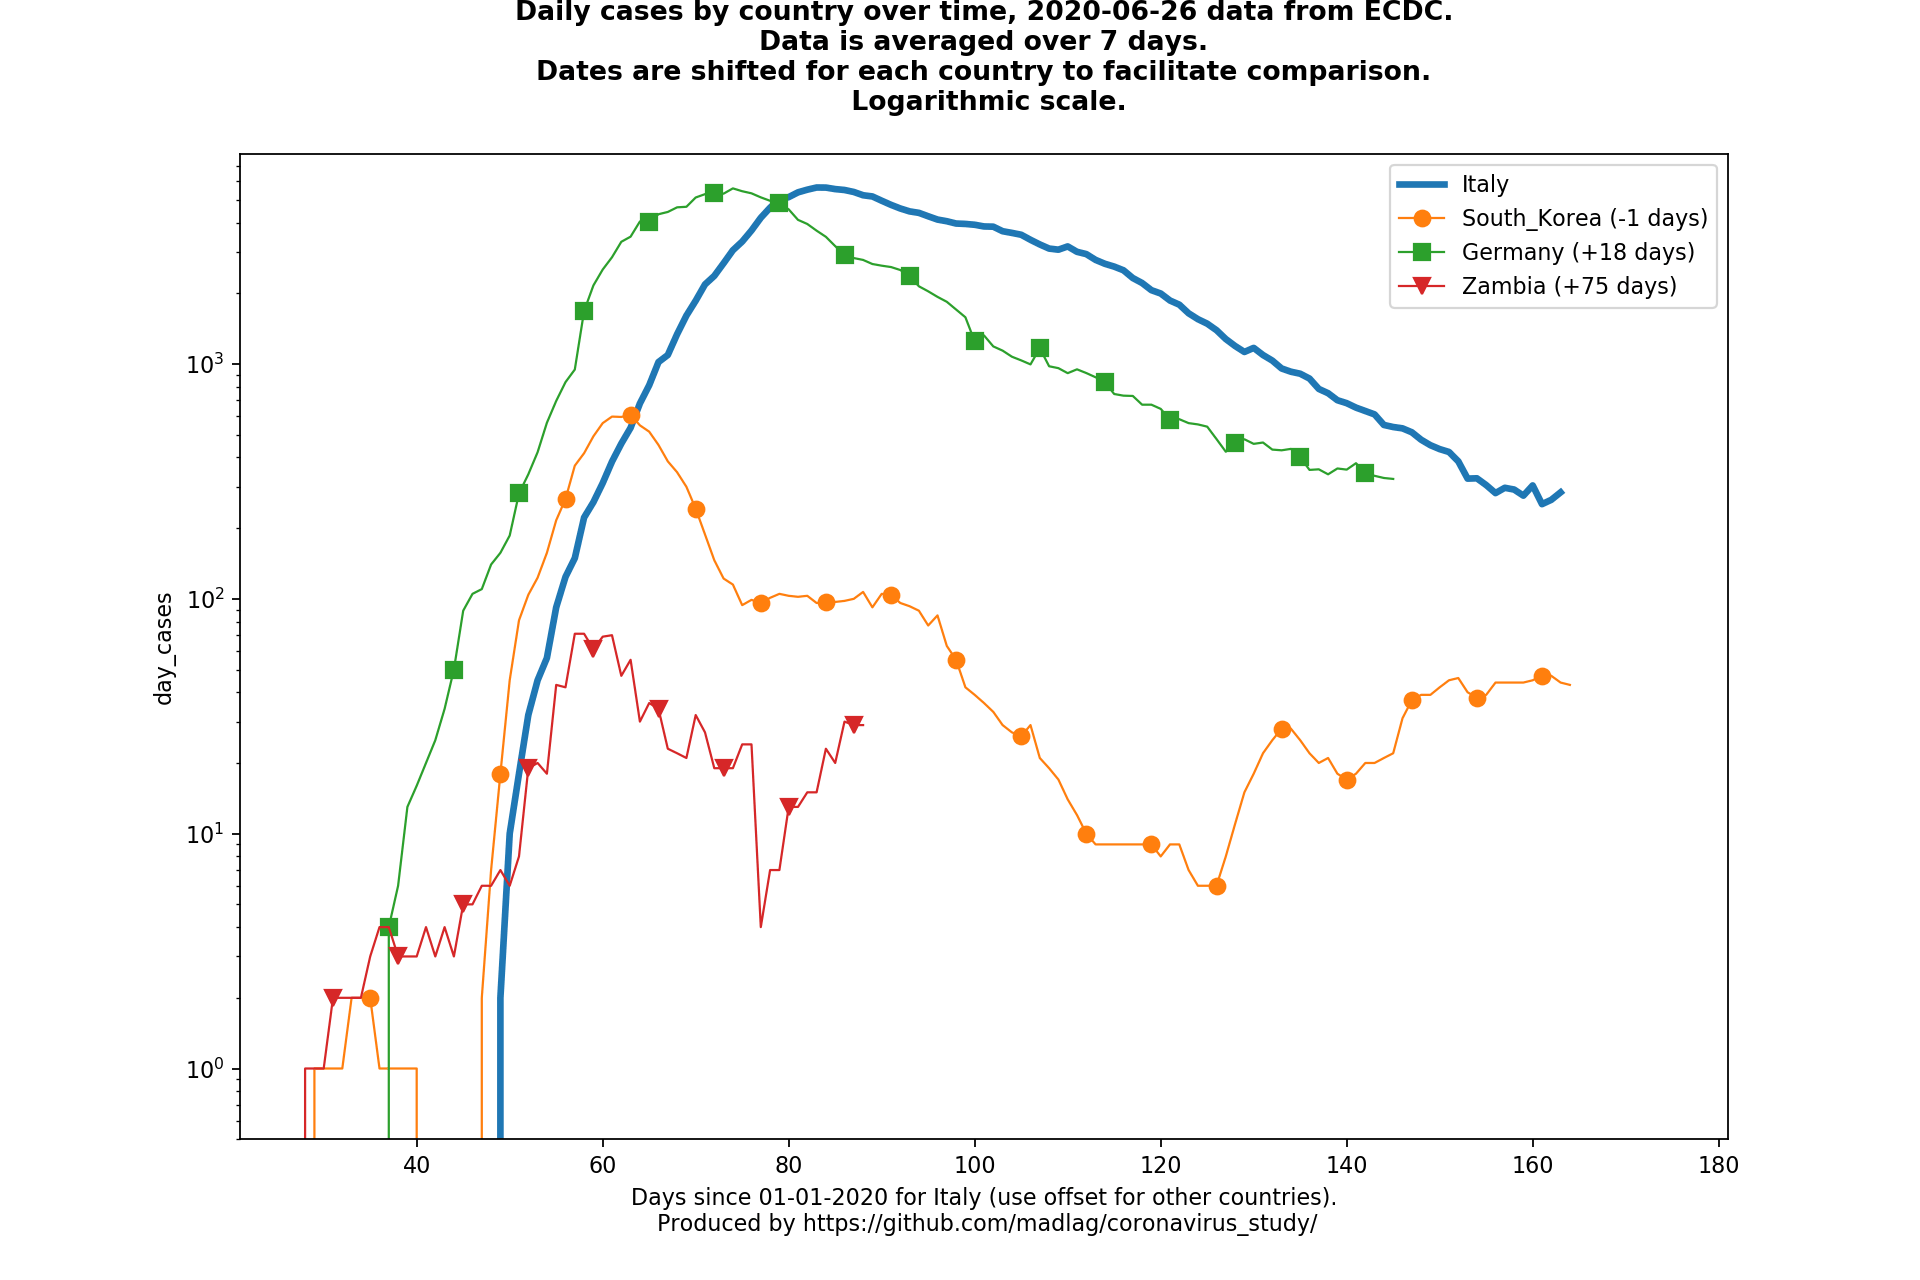 Daily cases by country over time, 2020-06-26 data from ECDC.
Data is averaged over 7 days.
Dates are shifted for each country to facilitate comparison.
Logarithmic scale.
Italy
South_Korea (-1 days)
Germany (+18 days)
Zambia (+75 days)
10³
10²
10¹
10⁰
day_cases
40 60 80 100 120 140 160 180
Days since 01-01-2020 for Italy (use offset for other countries).
Produced by https://github.com/madlag/coronavirus_study/